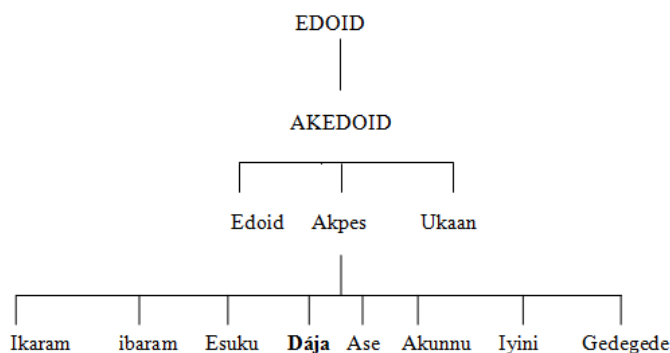 EDOID
AKEDOID
Edoid Akpes Ukaan
Ikaram ibaram Esuku Dája Ase Akunnu Iyini Gedegede